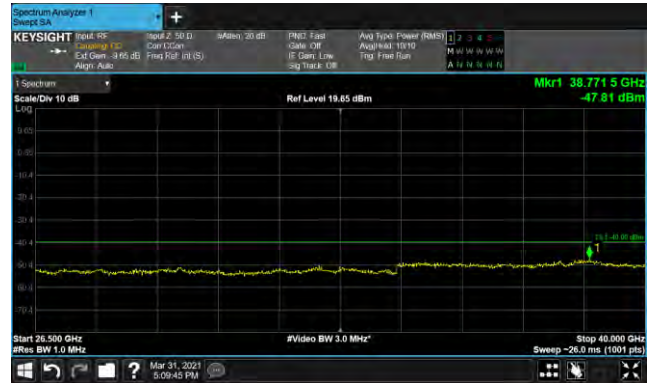 Spectrum Analyzer 1
Swept SA
+
KEYSIGHT Input: RF Input Z: 50 Ω #Atten: 20 dB PNO: Fast Avg Type: Power (RMS) 1 2 3 4 5
Coupling: DC Corr CCorr Gate: Off Avg|Hold: 10/10 M W W W W W
Ext Gain: -9.65 dB Freq Ref: Int (S) IF Gain: Low Trig: Free Run
Align: Auto Sig Track: Off A N N N N N
1 Spectrum Mkr1 38.771 5 GHz
Scale/Div 10 dB Ref Level 19.65 dBm -47.81 dBm
Log
9.65
-20.4
-40.4
1
-50.4
-60.4
-70.4
Start 26.500 GHz #Video BW 3.0 MHz* Stop 40.000 GHz
#Res BW 1.0 MHz Sweep ~26.0 ms (1001 pts)
? Mar 31, 2021
5:09:45 PM